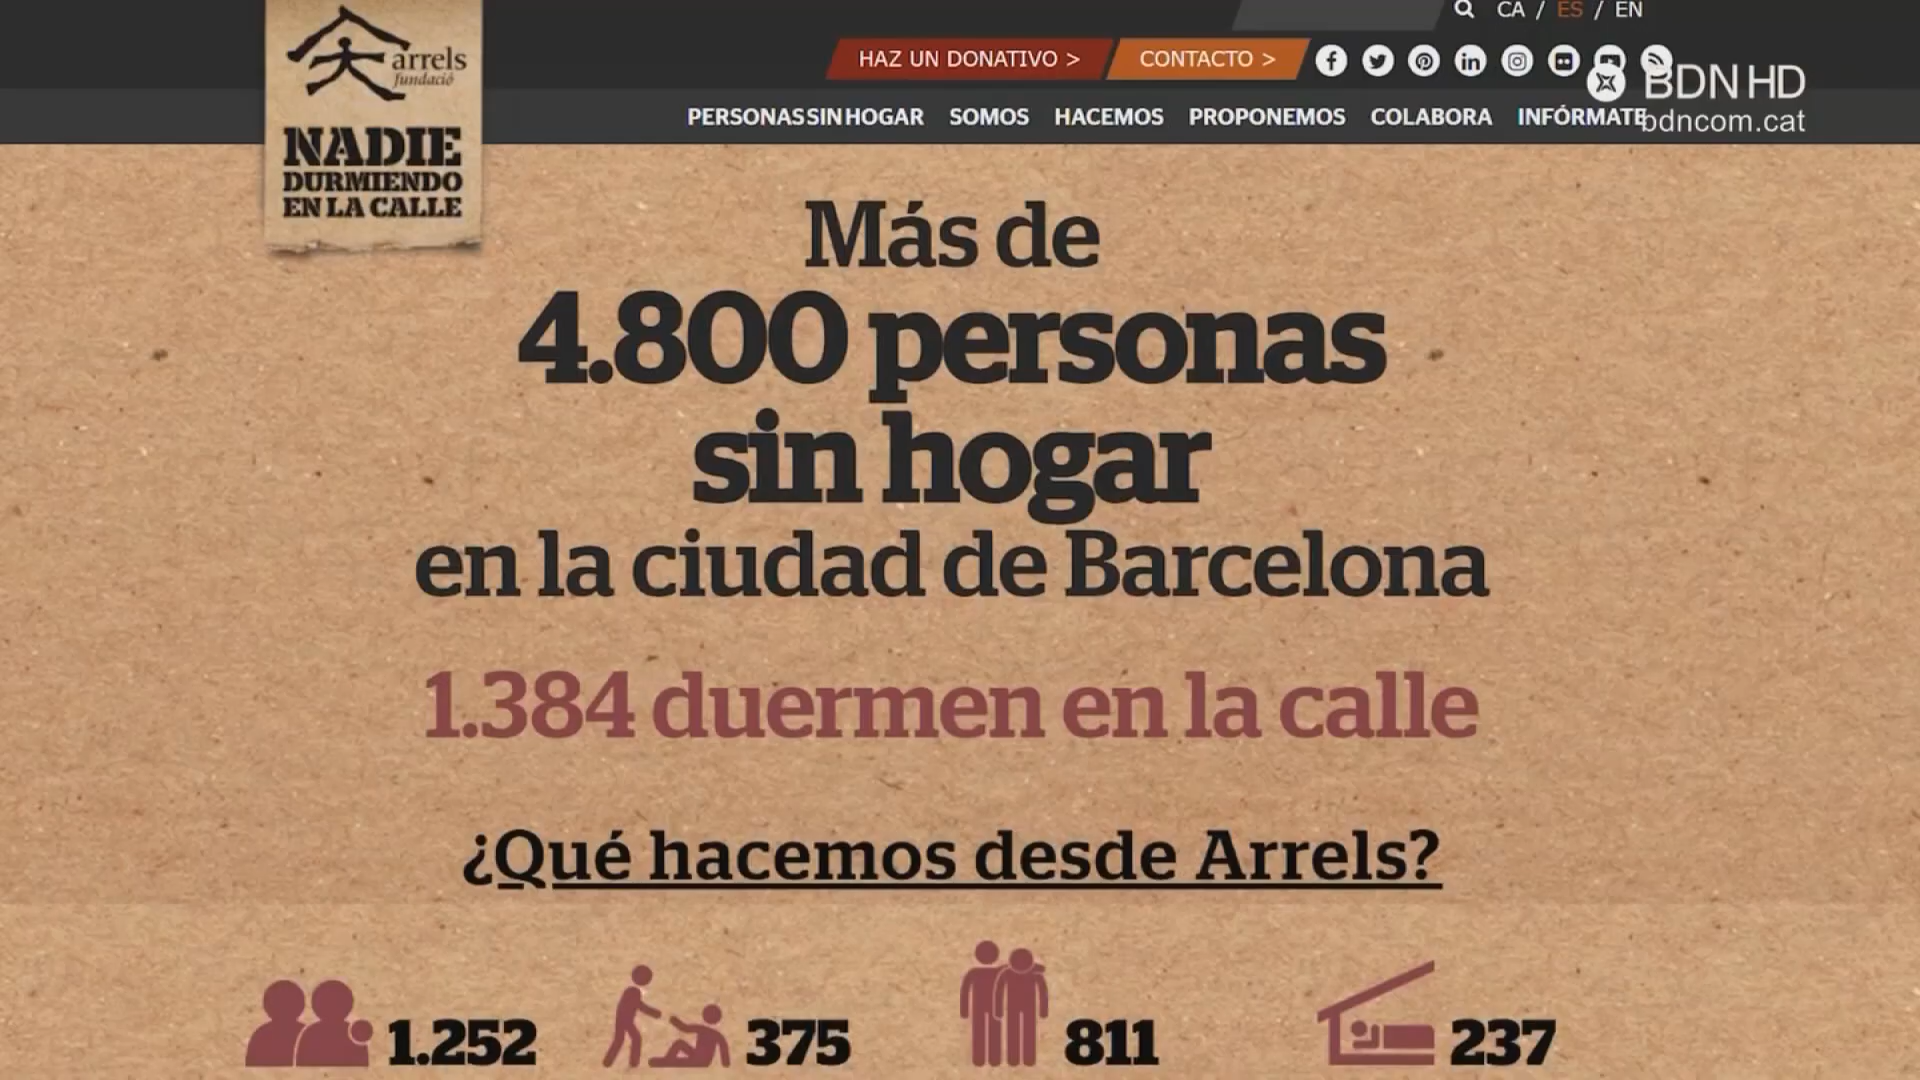 CA / ES / EN
arrels
fundació
HAZ UN DONATIVO >
CONTACTO >
BDN HD
bdncom.cat
PERSONAS SIN HOGAR SOMOS HACEMOS PROPONEMOS COLABORA INFÓRMATE
NADIE
DURMIENDO
EN LA CALLE
Más de
4.800 personas
sin hogar
en la ciudad de Barcelona
1.384 duermen en la calle
¿Qué hacemos desde Arrels?
1.252 375 811 237